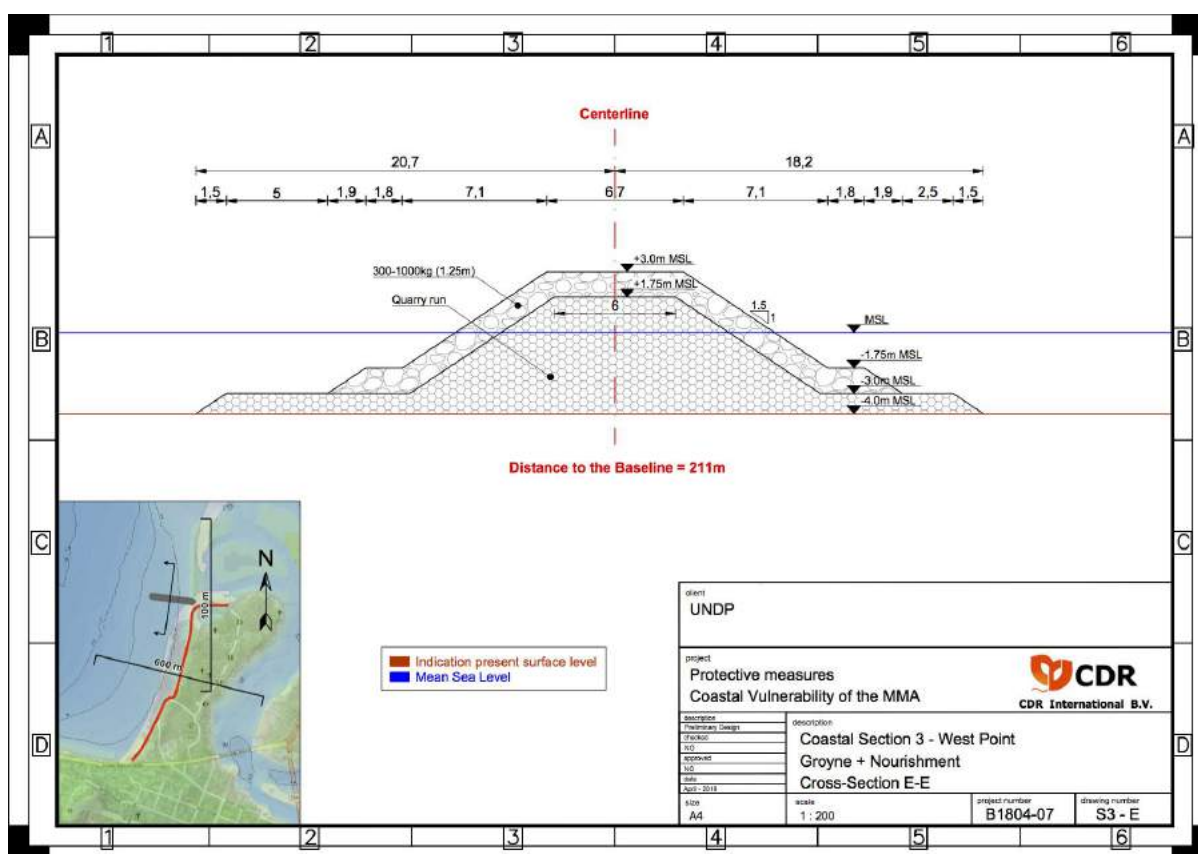 1 2 3 4 5 6
A A
Centerline
20,7 18,2
1,5 5 1,9 1,8 7,1 6,7 7,1 1,8 1,9 2,5 1,5
+3.0m MSL
300-1000kg (1.25m)
+1.75m MSL
Quarry run
6
1.5
1
MSL
B B
-1.75m MSL
-3.0m MSL
-4.0m MSL
Distance to the Baseline = 211m
C C
N
100 m
600 m
Indication present surface level
Mean Sea Level
client
UNDP
project
Protective measures
Coastal Vulnerability of the MMA
CDR
CDR International B.V.
description
Preliminary Design
checked
NO
approved
NO
date
April - 2018
description
Coastal Section 3 - West Point
Groyne + Nourishment
Cross-Section E-E
D D
size
A4
scale
1 : 200
project number
B1804-07
drawing number
S3 - E
1 2 3 4 5 6